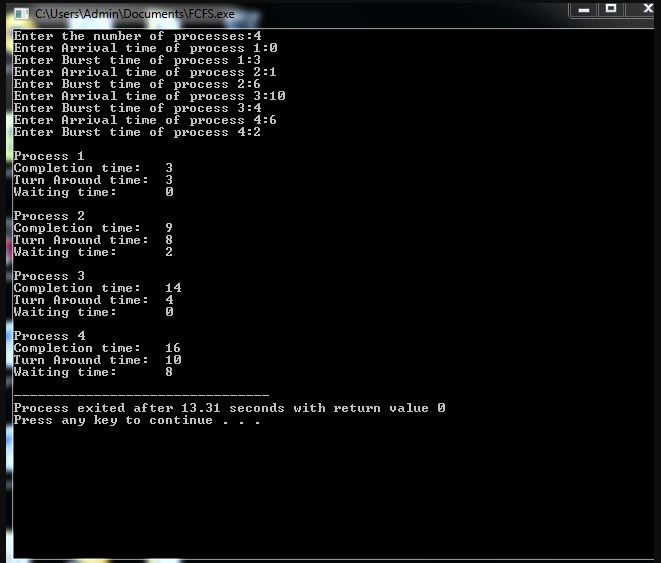 C:\Users\Admin\Documents\FCFS.exe
Enter the number of processes:4
Enter Arrival time of process 1:0
Enter Burst time of process 1:3
Enter Arrival time of process 2:1
Enter Burst time of process 2:6
Enter Arrival time of process 3:10
Enter Burst time of process 3:4
Enter Arrival time of process 4:6
Enter Burst time of process 4:2
Process 1
Completion time: 3
Turn Around time: 3
Waiting time: 0
Process 2
Completion time: 9
Turn Around time: 8
Waiting time: 2
Process 3
Completion time: 14
Turn Around time: 4
Waiting time: 0
Process 4
Completion time: 16
Turn Around time: 10
Waiting time: 8
--------------------------------
Process exited after 13.31 seconds with return value 0
Press any key to continue . . .